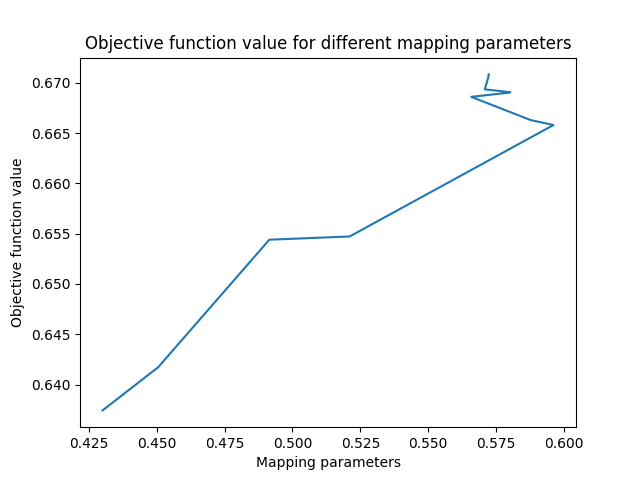 Objective function value for different mapping parameters
0.670
0.665
0.660
0.655
0.650
0.645
0.640
Objective function value
0.425 0.450 0.475 0.500 0.525 0.550 0.575 0.600
Mapping parameters